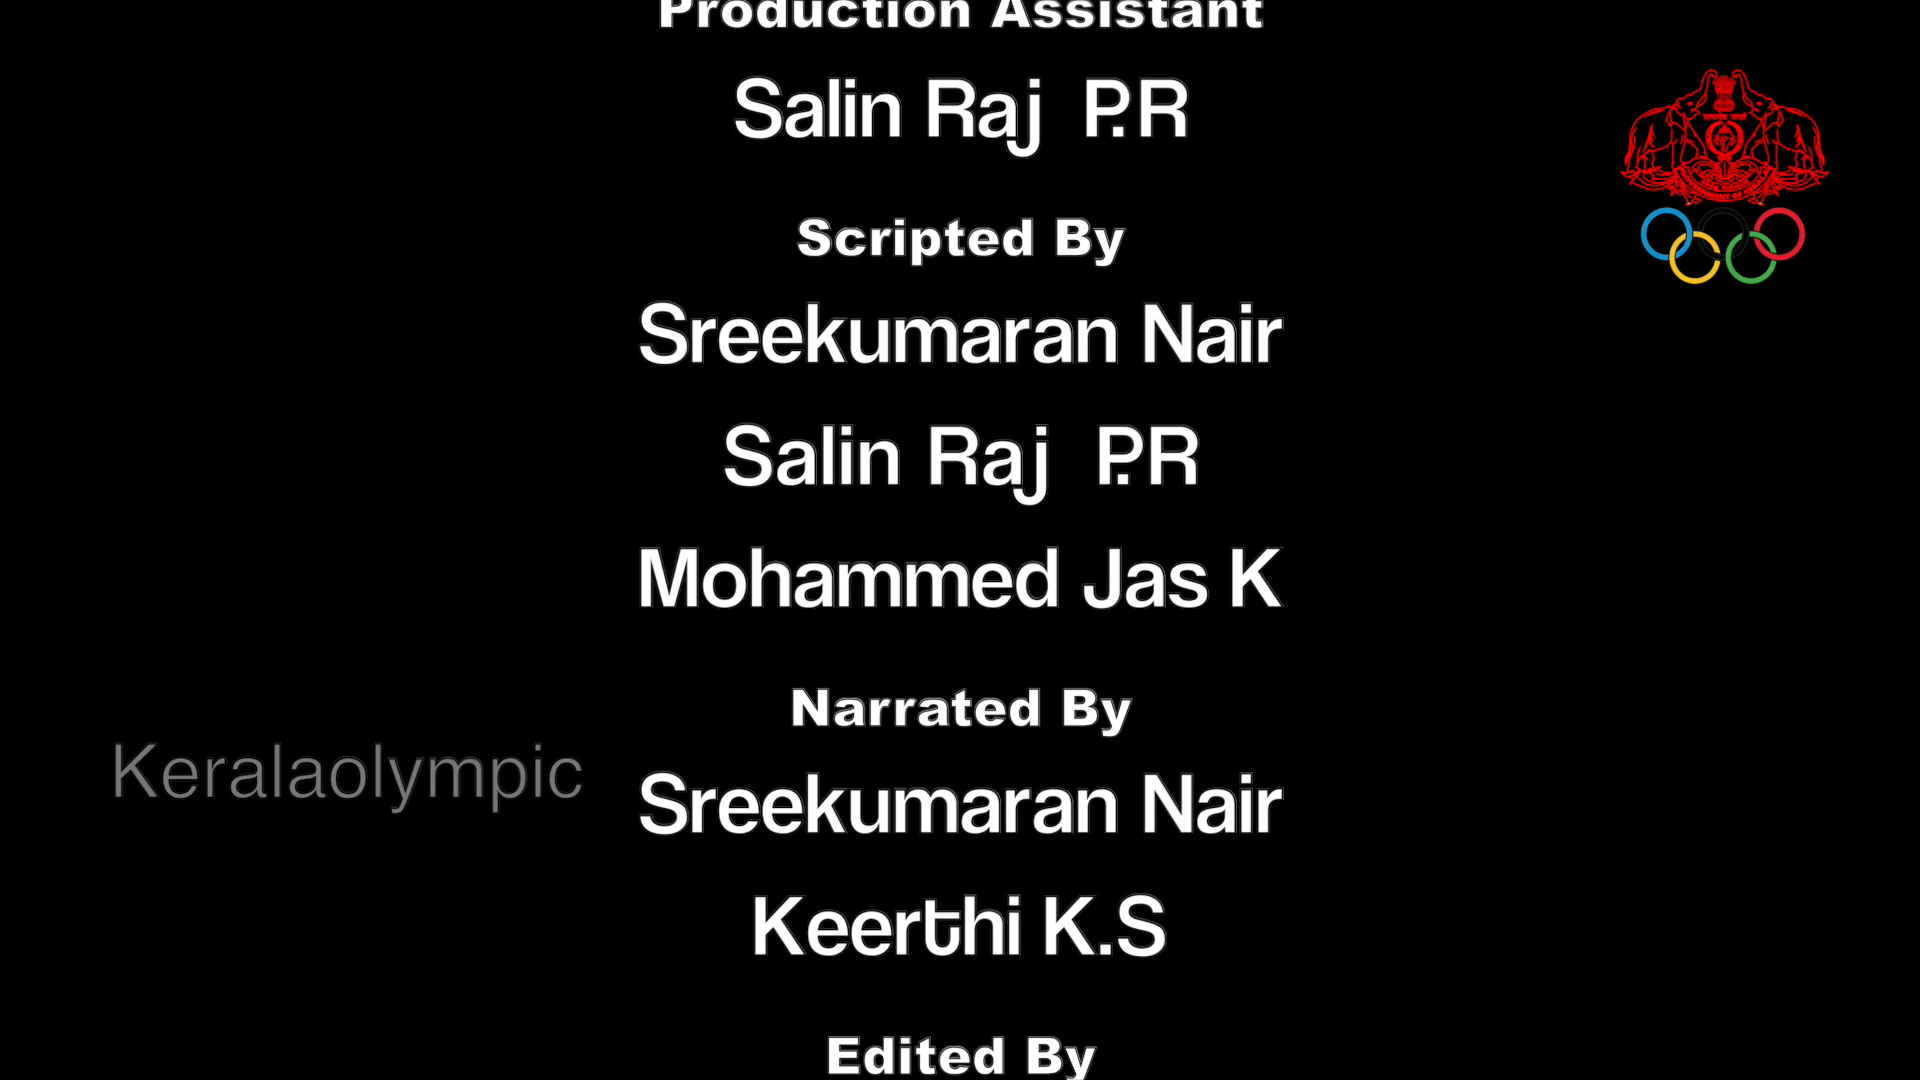 Production Assistant
Salin Raj P.R
Scripted By
Sreekumaran Nair
Salin Raj P.R
Mohammed Jas K
Narrated By
Keralaolympic
Sreekumaran Nair
Keerthi K.S
Edited By